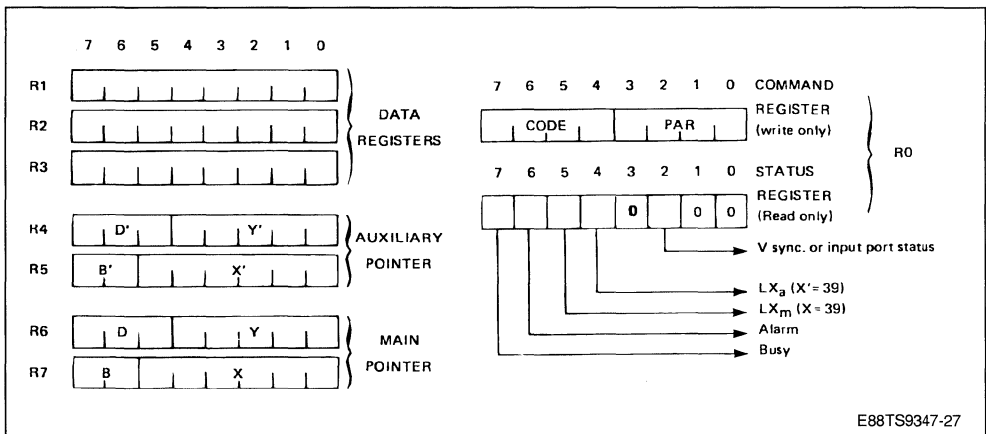 7 6 5 4 3 2 1 0
R1
R2
R3
DATA
REGISTERS
R4 D' Y'
R5 B' X'
AUXILIARY
POINTER
R6 D Y
R7 B X
MAIN
POINTER
7 6 5 4 3 2 1 0 COMMAND
REGISTER
(write only)
CODE PAR
7 6 5 4 3 2 1 0 STATUS
REGISTER
(Read only)
0 0 0
R0
V sync. or input port status
LXa (X' = 39)
LXm (X = 39)
Alarm
Busy
E88TS9347-27